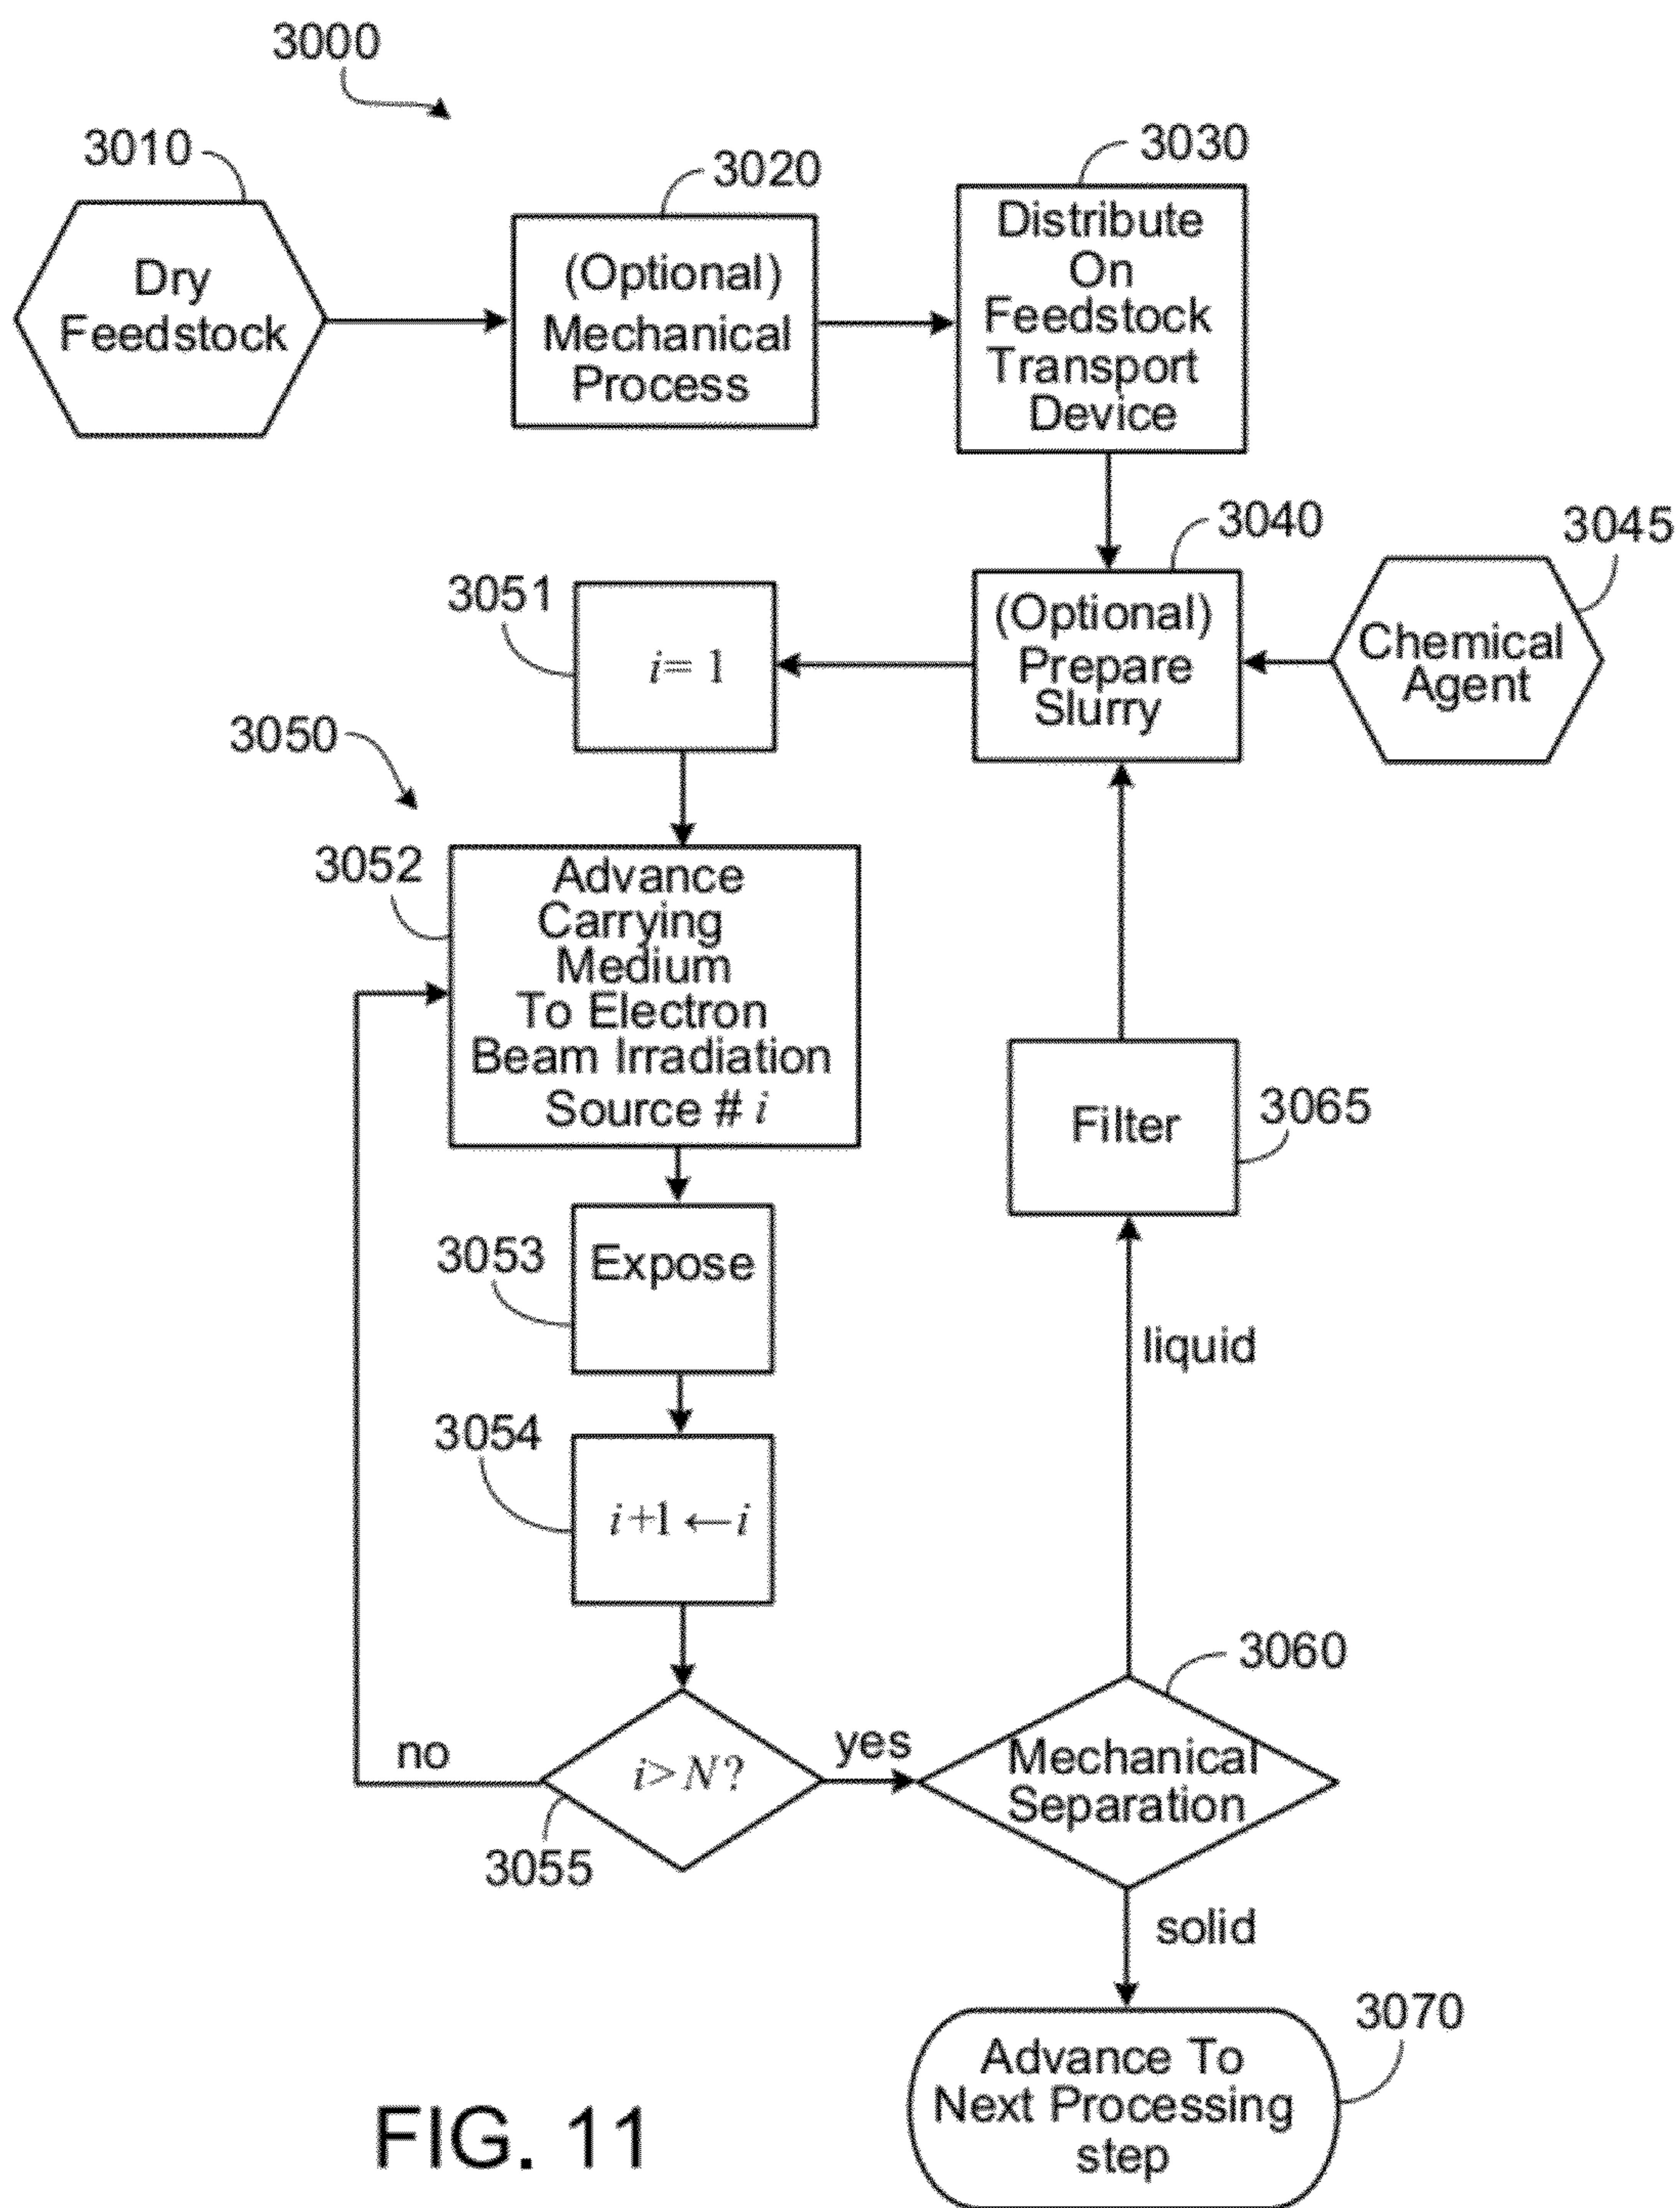 3000
3010
Dry
Feedstock
3020
(Optional)
Mechanical
Process
3030
Distribute
On
Feedstock
Transport
Device
3040
(Optional)
Prepare
Slurry
3045
Chemical
Agent
3051
i= 1
3050
3052
Advance
Carrying
Medium
To Electron
Beam Irradiation
Source # i
3053
Expose
3054
i+1 ←i
3055
i>N?
no
yes
3060
Mechanical
Separation
liquid
Filter
3065
solid
3070
Advance To
Next Processing
step
FIG. 11